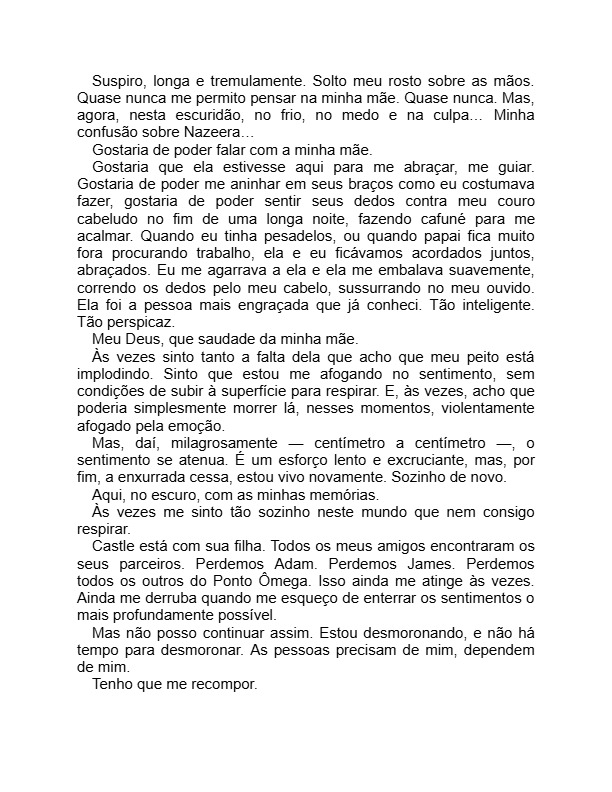 Suspiro, longa e tremulamente. Solto meu rosto sobre as mãos.
Quase nunca me permito pensar na minha mãe. Quase nunca. Mas,
agora, nesta escuridão, no frio, no medo e na culpa… Minha
confusão sobre Nazeera…
Gostaria de poder falar com a minha mãe.
Gostaria que ela estivesse aqui para me abraçar, me guiar.
Gostaria de poder me aninhar em seus braços como eu costumava
fazer, gostaria de poder sentir seus dedos contra meu couro
cabeludo no fim de uma longa noite, fazendo cafuné para me
acalmar. Quando eu tinha pesadelos, ou quando papai fica muito
fora procurando trabalho, ela e eu ficávamos acordados juntos,
abraçados. Eu me agarrava a ela e ela me embalava suavemente,
correndo os dedos pelo meu cabelo, sussurrando no meu ouvido.
Ela foi a pessoa mais engraçada que já conheci. Tão inteligente.
Tão perspicaz.
Meu Deus, que saudade da minha mãe.
Às vezes sinto tanto a falta dela que acho que meu peito está
implodindo. Sinto que estou me afogando no sentimento, sem
condições de subir à superfície para respirar. E, às vezes, acho que
poderia simplesmente morrer lá, nesses momentos, violentamente
afogado pela emoção.
Mas, daí, milagrosamente — centímetro a centímetro —, o
sentimento se atenua. É um esforço lento e excruciante, mas, por
fim, a enxurrada cessa, estou vivo novamente. Sozinho de novo.
Aqui, no escuro, com as minhas memórias.
Às vezes me sinto tão sozinho neste mundo que nem consigo
respirar.
Castle está com sua filha. Todos os meus amigos encontraram os
seus parceiros. Perdemos Adam. Perdemos James. Perdemos
todos os outros do Ponto Ômega. Isso ainda me atinge às vezes.
Ainda me derruba quando me esqueço de enterrar os sentimentos o
mais profundamente possível.
Mas não posso continuar assim. Estou desmoronando, e não há
tempo para desmoronar. As pessoas precisam de mim, dependem
de mim.
Tenho que me recompor.